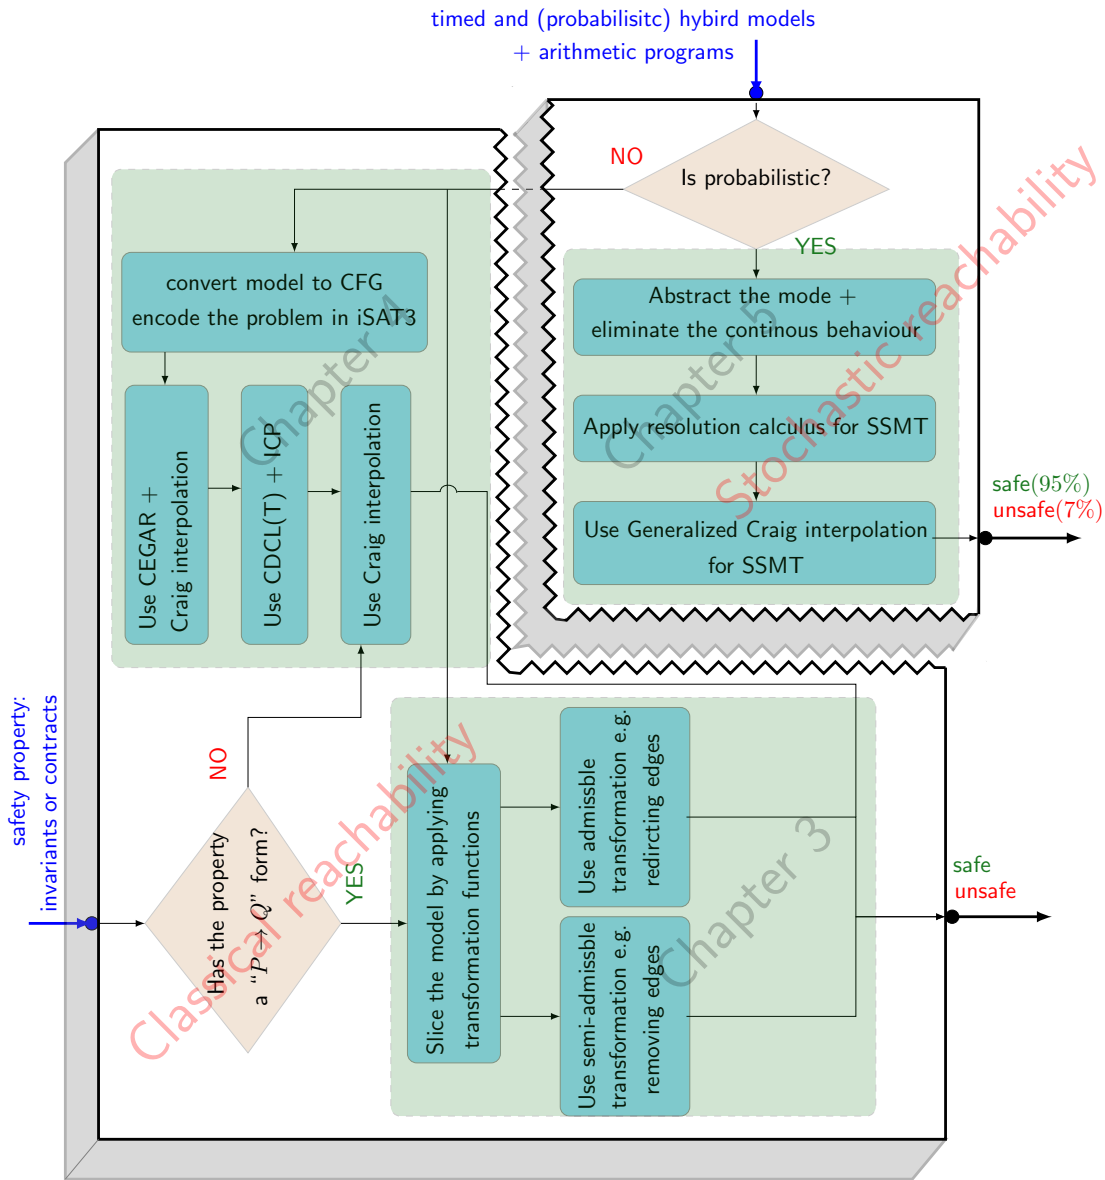 timed and (probabilisitc) hybird models
+ arithmetic programs
NO
Is probabilistic?
YES
Abstract the mode +
eliminate the continous behaviour
Apply resolution calculus for SSMT
Use Generalized Craig interpolation
for SSMT
Chapter 5
Stochastic reachability
safe(95%)
unsafe(7%)
convert model to CFG
encode the problem in iSAT3
Use CEGAR +
Craig interpolation
Use CDCL(T) + ICP
Use Craig interpolation
Chapter 4
safety property:
invariants or contracts
NO
Has the property
a “P → Q” form?
YES
Slice the model by applying
transformation functions
Use admissble
transformation e.g.
redircting edges
Use semi-admissble
transformation e.g.
removing edges
Chapter 3
Classical reachability
safe
unsafe